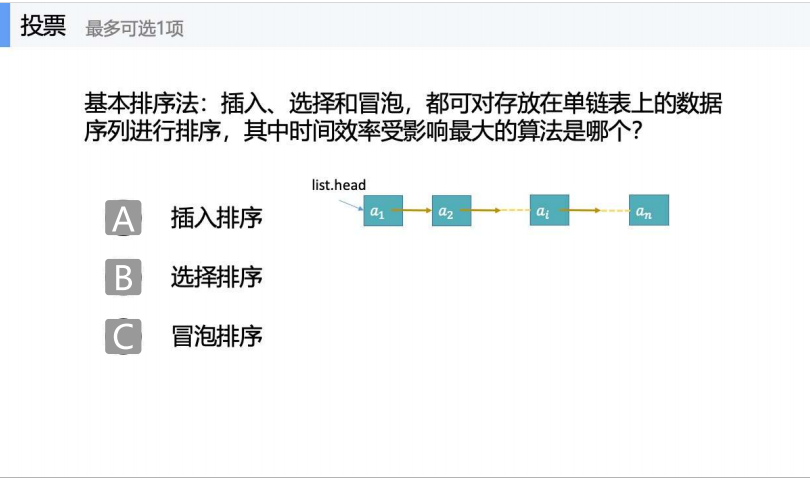 投票 最多可选1项
基本排序法：插入、选择和冒泡，都可对存放在单链表上的数据
序列进行排序，其中时间效率受影响最大的算法是哪个？
list.head
a₁ a₂ aᵢ aₙ
A 插入排序
B 选择排序
C 冒泡排序